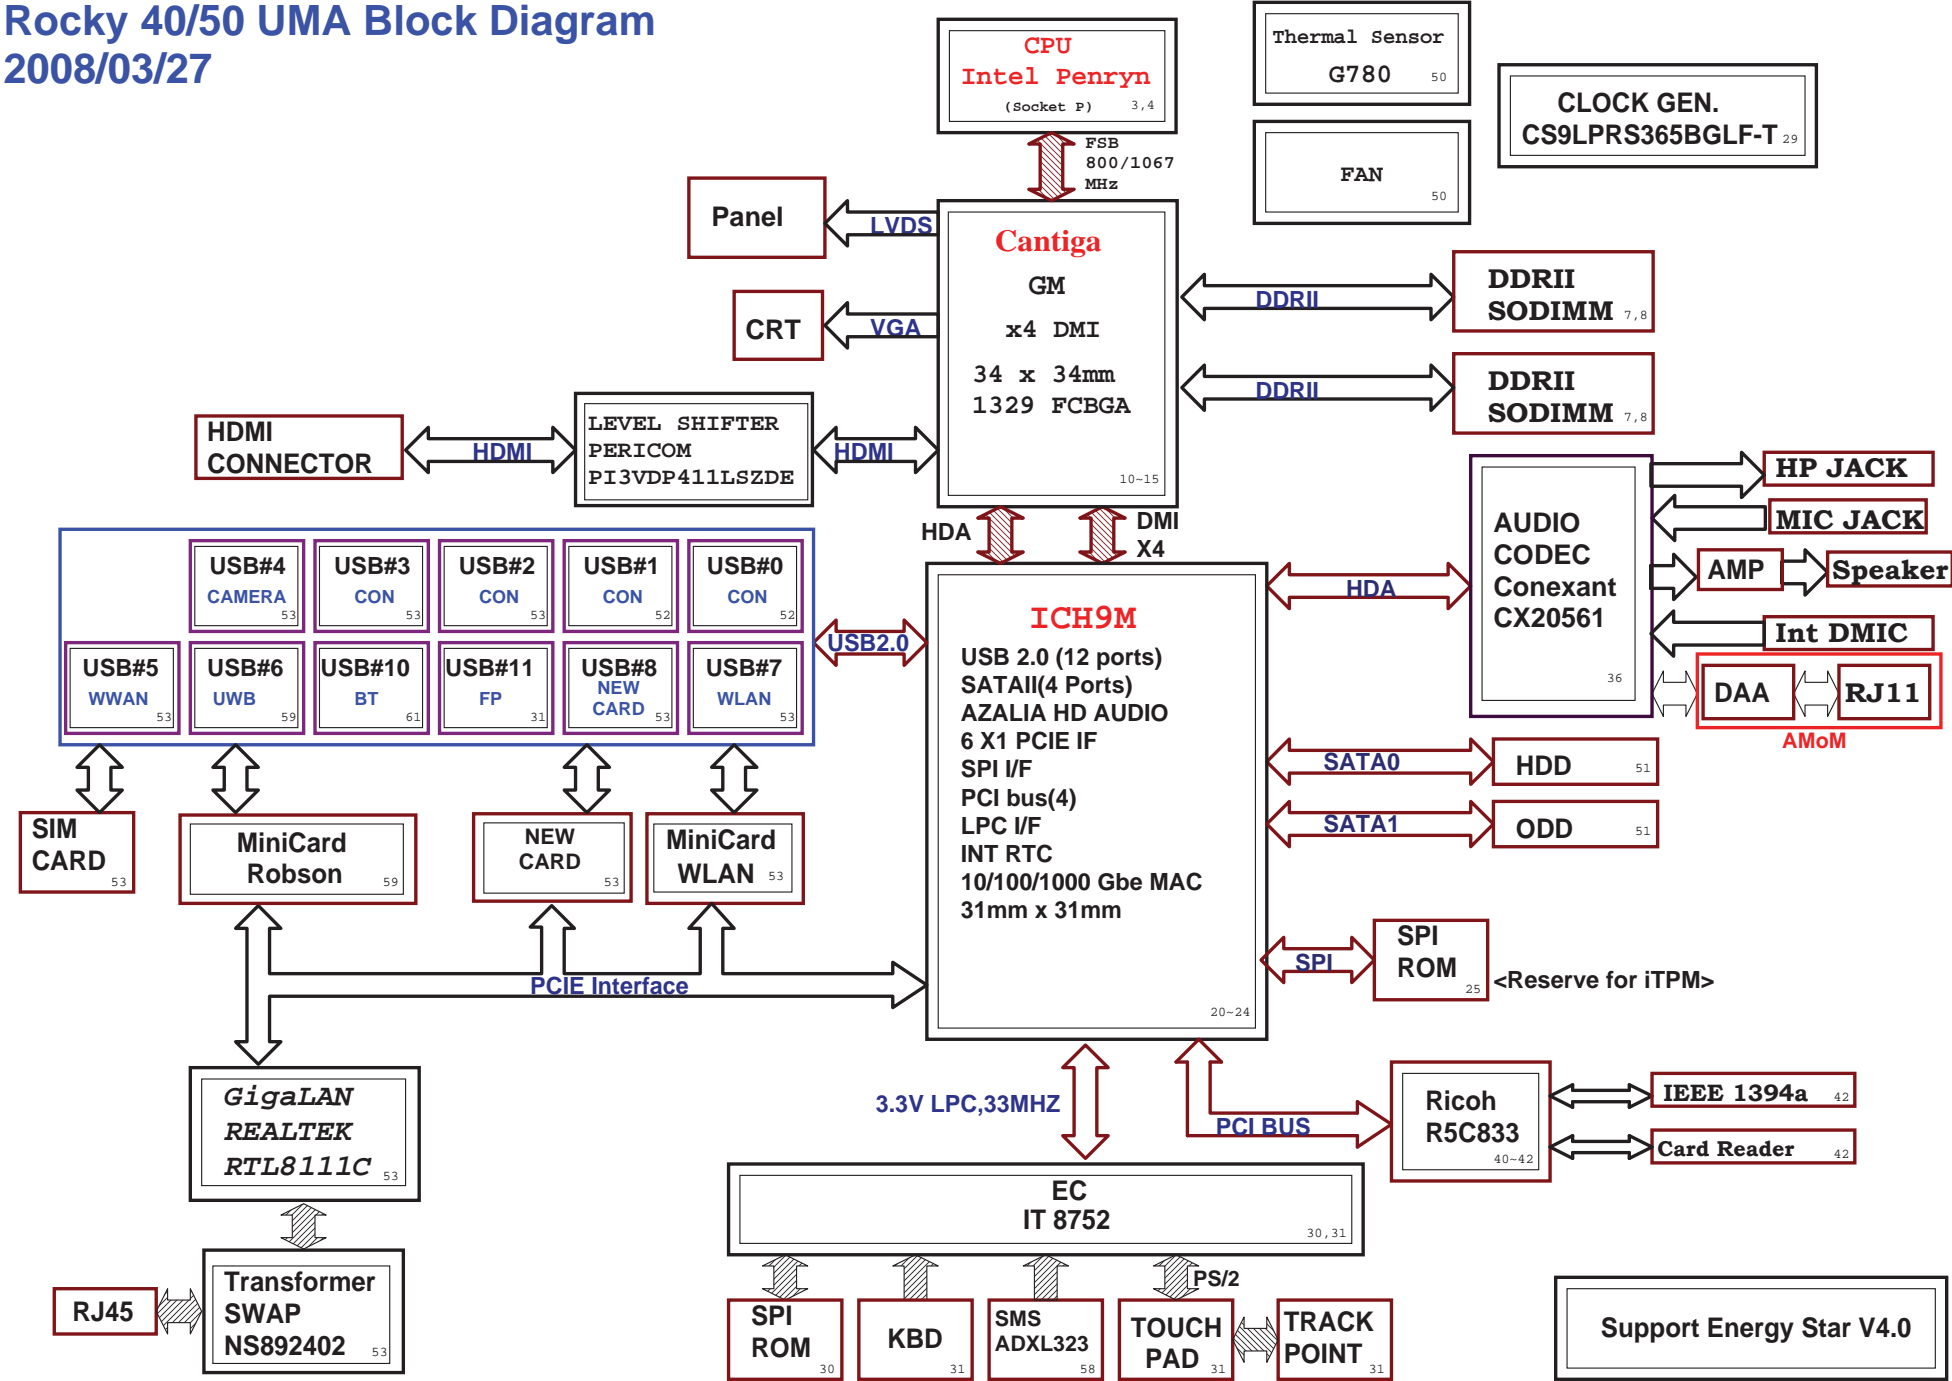 Rocky 40/50 UMA Block Diagram
2008/03/27
CPU
Intel Penryn
(Socket P) 3,4
Thermal Sensor
G780 50
CLOCK GEN.
CS9LPRS365BGLF-T 29
FSB
800/1067
MHz
FAN
50
Panel
LVDS
Cantiga
GM
x4 DMI
34 x 34mm
1329 FCBGA
10~15
CRT
VGA
DDRII
DDRII
SODIMM 7,8
DDRII
DDRII
SODIMM 7,8
HDMI
CONNECTOR
HDMI
LEVEL SHIFTER
PERICOM
PI3VDP411LSZDE
HDMI
HDA
DMI
X4
AUDIO
CODEC
Conexant
CX20561
36
HP JACK
MIC JACK
AMP
Speaker
Int DMIC
DAA
RJ11
AMoM
HDA
USB#4
CAMERA
53
USB#3
CON
53
USB#2
CON
53
USB#1
CON
52
USB#0
CON
52
USB#5
WWAN
53
USB#6
UWB
59
USB#10
BT
61
USB#11
FP
31
USB#8
NEW
CARD
53
USB#7
WLAN
53
USB2.0
ICH9M
USB 2.0 (12 ports)
SATAII(4 Ports)
AZALIA HD AUDIO
6 X1 PCIE IF
SPI I/F
PCI bus(4)
LPC I/F
INT RTC
10/100/1000 Gbe MAC
31mm x 31mm
20~24
SATA0
HDD 51
SATA1
ODD 51
SIM
CARD
53
MiniCard
Robson 59
NEW
CARD
53
MiniCard
WLAN 53
PCIE Interface
SPI
SPI
ROM
25
<Reserve for iTPM>
GigaLAN
REALTEK
RTL8111C 53
3.3V LPC,33MHZ
PCI BUS
Ricoh
R5C833
40~42
IEEE 1394a 42
Card Reader 42
EC
IT 8752
30,31
RJ45
Transformer
SWAP
NS892402 53
PS/2
SPI
ROM
30
KBD
31
SMS
ADXL323
58
TOUCH
PAD 31
TRACK
POINT
31
Support Energy Star V4.0